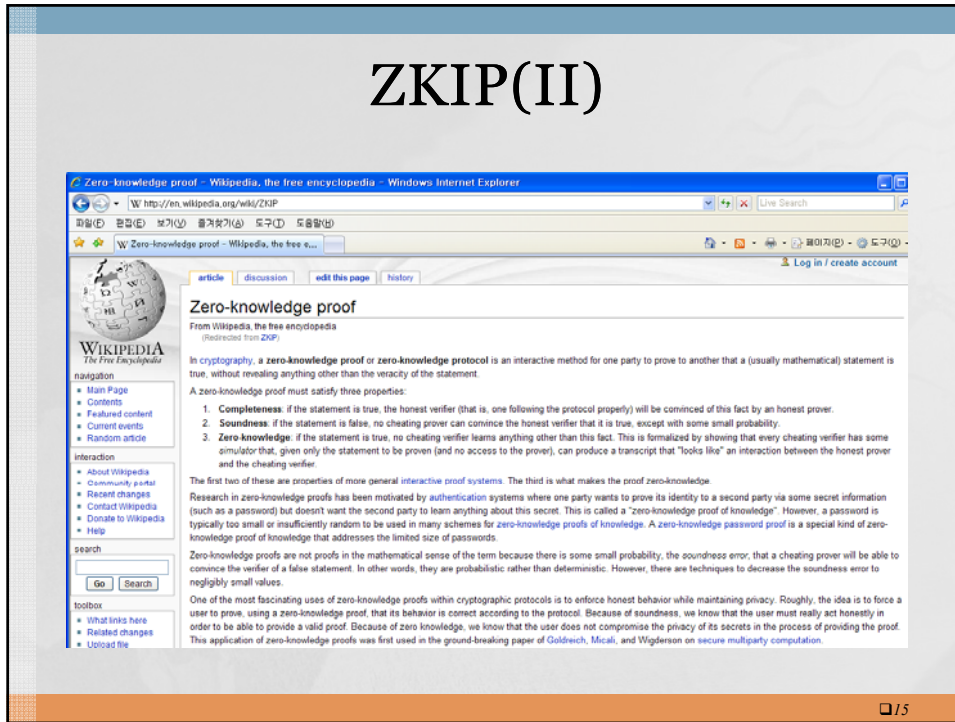 ZKIP(II)
Zero-knowledge proof - Wikipedia, the free encyclopedia - Windows Internet Explorer
http://en.wikipedia.org/wiki/ZKIP
Live Search
파일(F) 편집(E) 보기(V) 즐겨찾기(A) 도구(T) 도움말(H)
Zero-knowledge proof - Wikipedia, the free e...
페이지(P) 도구(O)
Log in / create account
article discussion edit this page history
WIKIPEDIA
The Free Encyclopedia
navigation
Main Page
Contents
Featured content
Current events
Random article
interaction
About Wikipedia
Community portal
Recent changes
Contact Wikipedia
Donate to Wikipedia
Help
search
Go Search
toolbox
What links here
Related changes
Upload file
Zero-knowledge proof
From Wikipedia, the free encyclopedia
(Redirected from ZKIP)
In cryptography, a zero-knowledge proof or zero-knowledge protocol is an interactive method for one party to prove to another that a (usually mathematical) statement is
true, without revealing anything other than the veracity of the statement.
A zero-knowledge proof must satisfy three properties:
1. Completeness: if the statement is true, the honest verifier (that is, one following the protocol properly) will be convinced of this fact by an honest prover.
2. Soundness: if the statement is false, no cheating prover can convince the honest verifier that it is true, except with some small probability.
3. Zero-knowledge: if the statement is true, no cheating verifier learns anything other than this fact. This is formalized by showing that every cheating verifier has some
simulator that, given only the statement to be proven (and no access to the prover), can produce a transcript that "looks like" an interaction between the honest prover
and the cheating verifier.
The first two of these are properties of more general interactive proof systems. The third is what makes the proof zero-knowledge.
Research in zero-knowledge proofs has been motivated by authentication systems where one party wants to prove its identity to a second party via some secret information
(such as a password) but doesn't want the second party to learn anything about this secret. This is called a "zero-knowledge proof of knowledge". However, a password is
typically too small or insufficiently random to be used in many schemes for zero-knowledge proofs of knowledge. A zero-knowledge password proof is a special kind of zero-
knowledge proof of knowledge that addresses the limited size of passwords.
Zero-knowledge proofs are not proofs in the mathematical sense of the term because there is some small probability, the soundness error, that a cheating prover will be able to
convince the verifier of a false statement. In other words, they are probabilistic rather than deterministic. However, there are techniques to decrease the soundness error to
negligibly small values.
One of the most fascinating uses of zero-knowledge proofs within cryptographic protocols is to enforce honest behavior while maintaining privacy. Roughly, the idea is to force a
user to prove, using a zero-knowledge proof, that its behavior is correct according to the protocol. Because of soundness, we know that the user must really act honestly in
order to be able to provide a valid proof. Because of zero knowledge, we know that the user does not compromise the privacy of its secrets in the process of providing the proof.
This application of zero-knowledge proofs was first used in the ground-breaking paper of Goldreich, Micali, and Wigderson on secure multiparty computation.
15